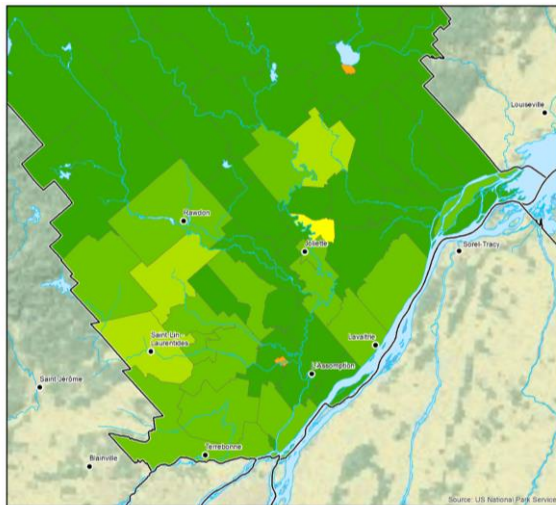 Louiseville
Rawdon
Joliette
Sorel-Tracy
Lavaltrie
Saint-Lin
Laurentides
L'Assomption
Saint-Jérôme
Terrebonne
Blainville
Source: US National Park Service